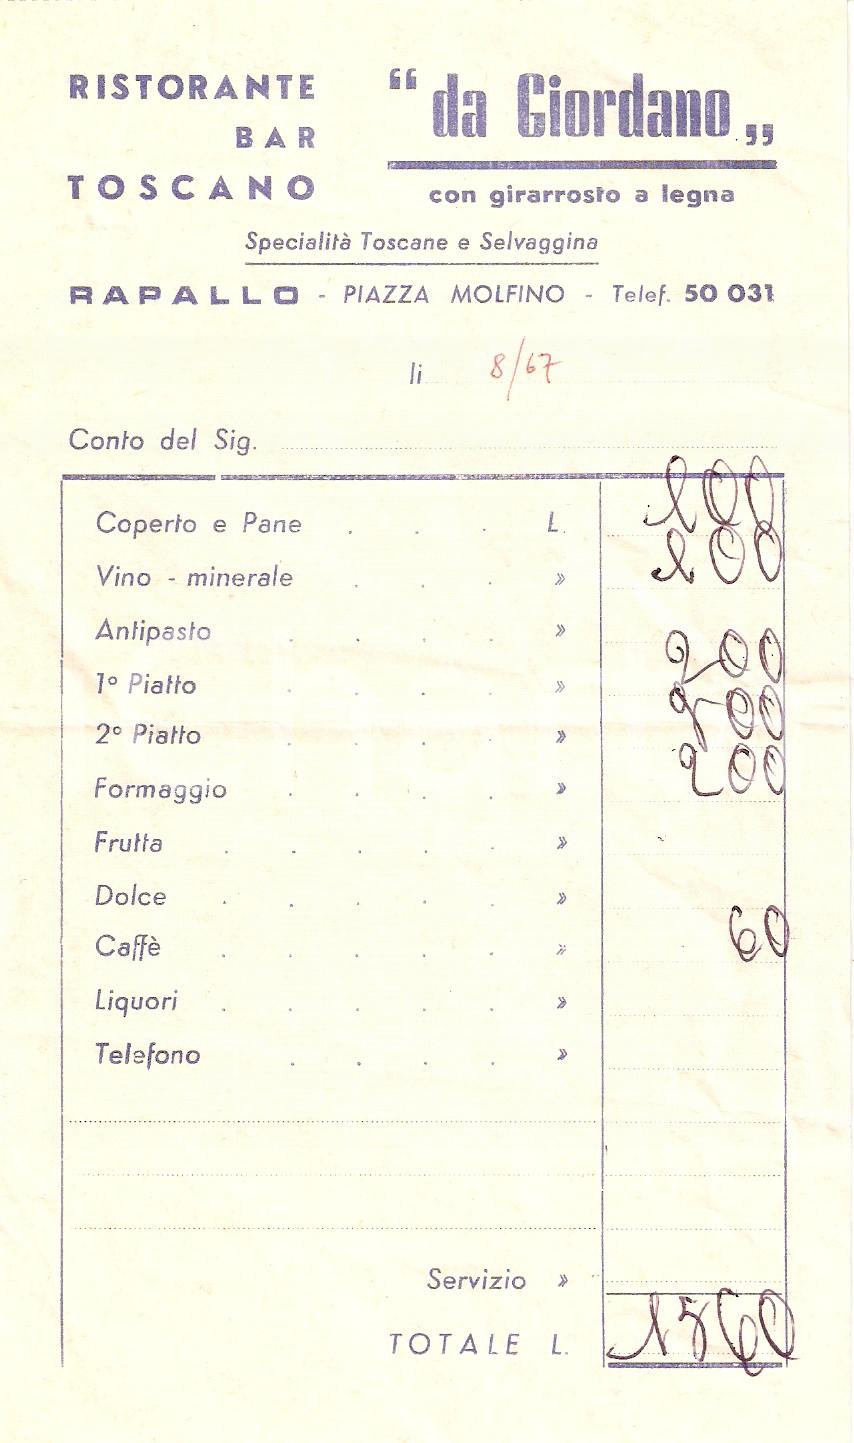 RISTORANTE
BAR
TOSCANO
“da Giordano„
con girarrosto a legna
Specialità Toscane e Selvaggina
RAPALLO - PIAZZA MOLFINO - Telef. 50 031
li 8/67
Conto del Sig.
Coperto e Pane . . . L. 100
Vino - minerale . . . » 100
Antipasto . . . . »
1° Piatto . . . . » 200
2° Piatto . . . . » 900
Formaggio . . . . » 200
Frutta . . . . . »
Dolce . . . . . »
Caffè . . . . . » 60
Liquori . . . . . »
Telefono . . . . »
Servizio »
TOTALE L. 1560